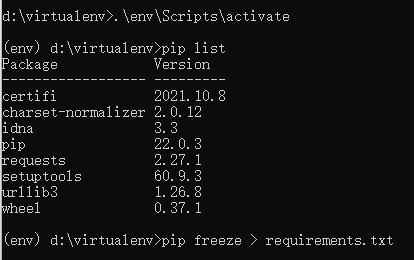 d:\virtualenv>.\env\Scripts\activate
(env) d:\virtualenv>pip list
Package            Version
------------------ ---------
certifi            2021.10.8
charset-normalizer 2.0.12
idna               3.3
pip                22.0.3
requests           2.27.1
setuptools         60.9.3
urllib3            1.26.8
wheel              0.37.1
(env) d:\virtualenv>pip freeze > requirements.txt